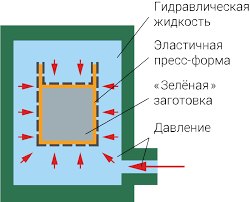 Гидравлическая
жидкость
Эластичная
пресс-форма
«Зелёная»
заготовка
Давление